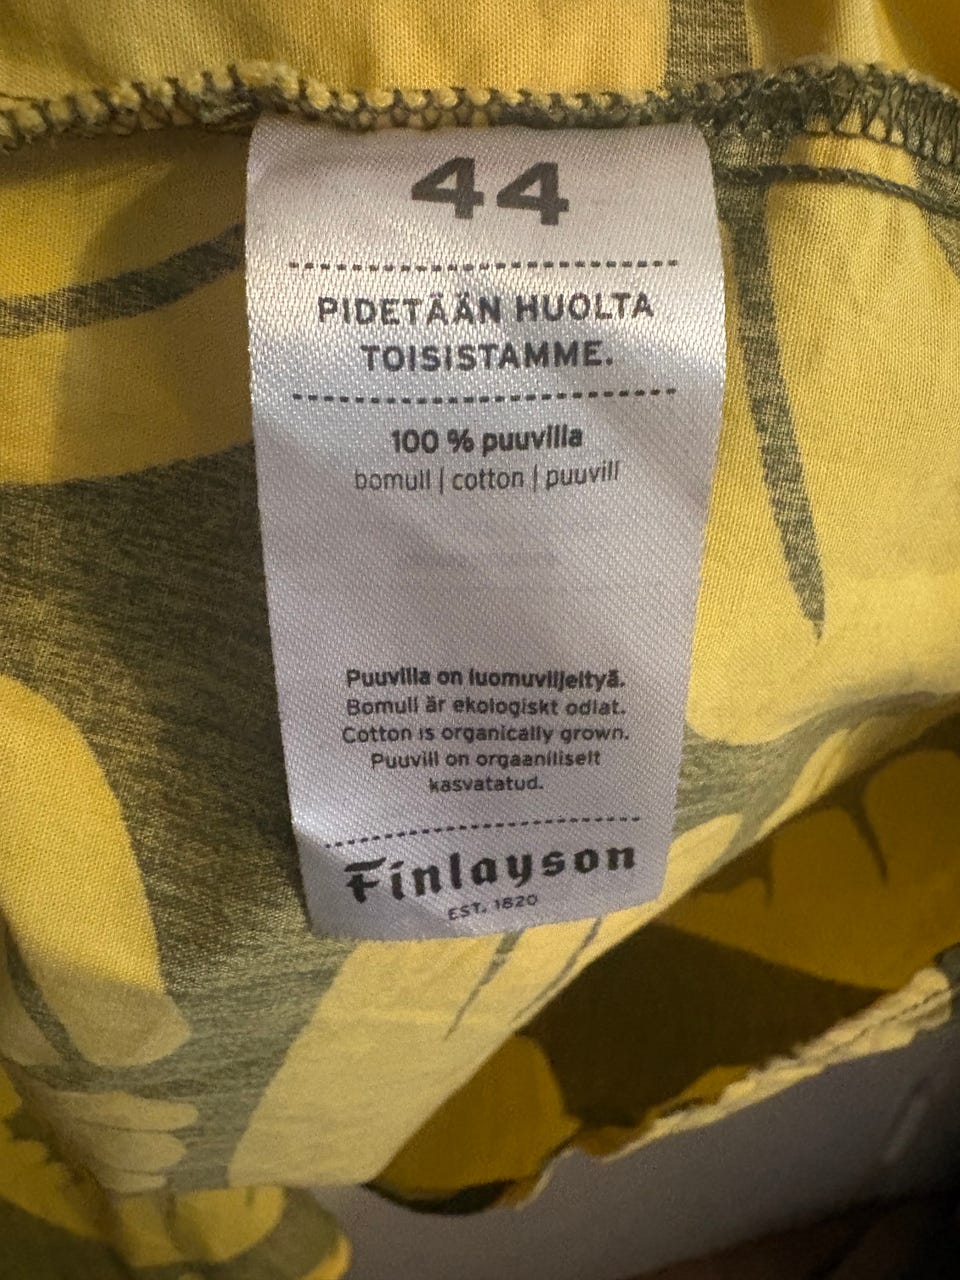 44
PIDETÄÄN HUOLTA
TOISISTAMME.
100 % puuvilla
bomull | cotton | puuvill
Puuvilla on luomuviljeltyä.
Bomull är ekologiskt odlat.
Cotton is organically grown.
Puuvill on orgaaniliselt
kasvatatud.
Finlayson
EST. 1820